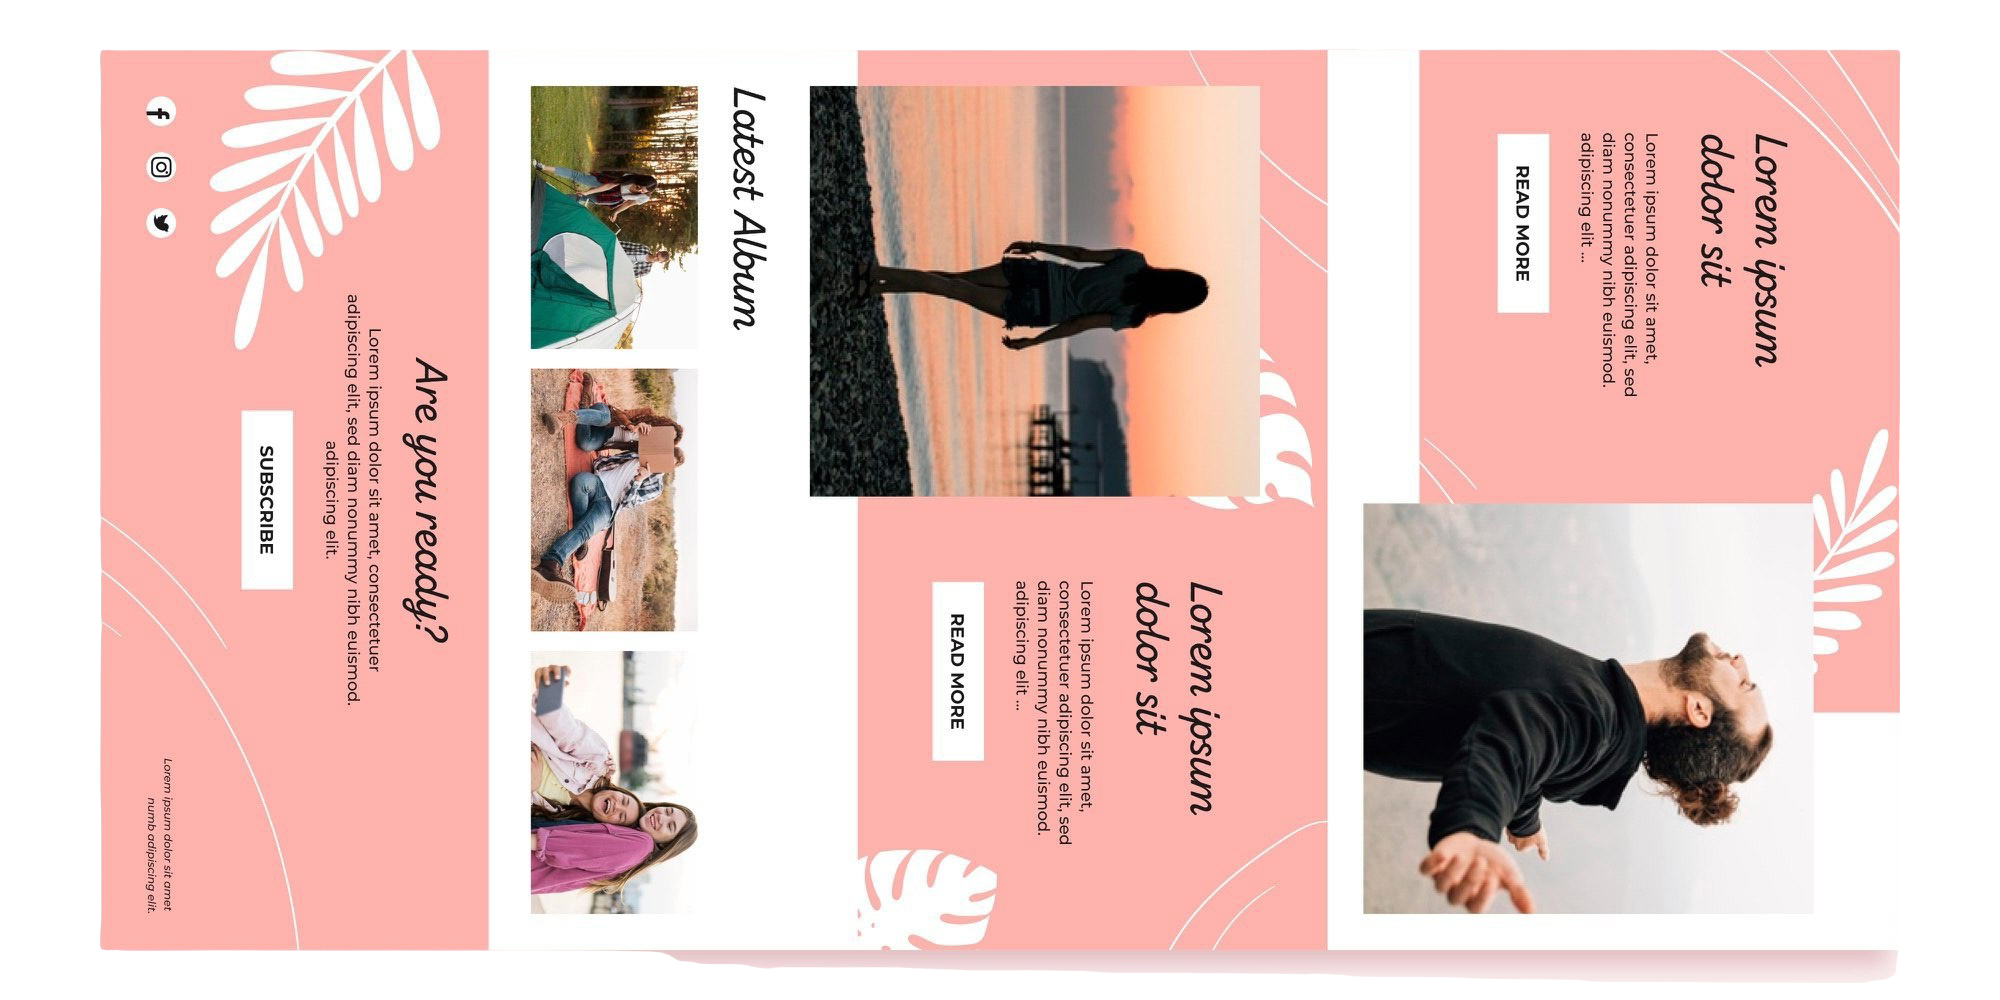 Lorem ipsum
dolor sit
Lorem ipsum dolor sit amet,
consectetuer adipiscing elit, sed
diam nonummy nibh euismod.
adipiscing elit ...
READ MORE
Lorem ipsum
dolor sit
Lorem ipsum dolor sit amet,
consectetuer adipiscing elit, sed
diam nonummy nibh euismod.
adipiscing elit ...
READ MORE
Latest Album
Are you ready?
Lorem ipsum dolor sit amet, consectetuer
adipiscing elit, sed diam nonummy nibh euismod.
adipiscing elit.
SUBSCRIBE
Lorem ipsum dolor sit amet
numb adipiscing elit.